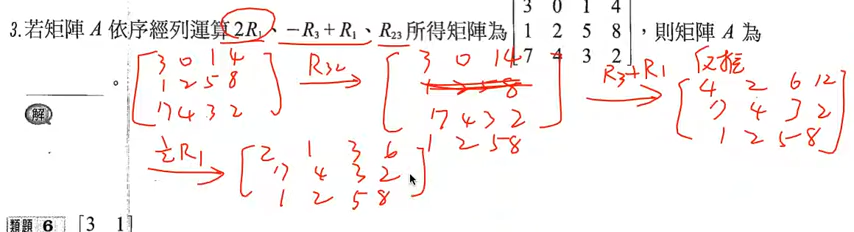 3 0 1 4
3.若矩陣 A 依序經列運算 2R₁、−R₃+R₁、R₂₃ 所得矩陣為 1 2 5 8 ,則矩陣 A 為
7 4 3 2
______ 。
3 0 1 4 R₃₂ 3 0 1 4 R₃+R₁ 反推
1 2 5 8 4 2 6 12
7 4 3 2 7 4 3 2 7 4 3 2
解 1 2 5 8 1 2 5 8
½R₁ 2 1 3 6
7 4 3 2
1 2 5 8
類題 6 [3 1]